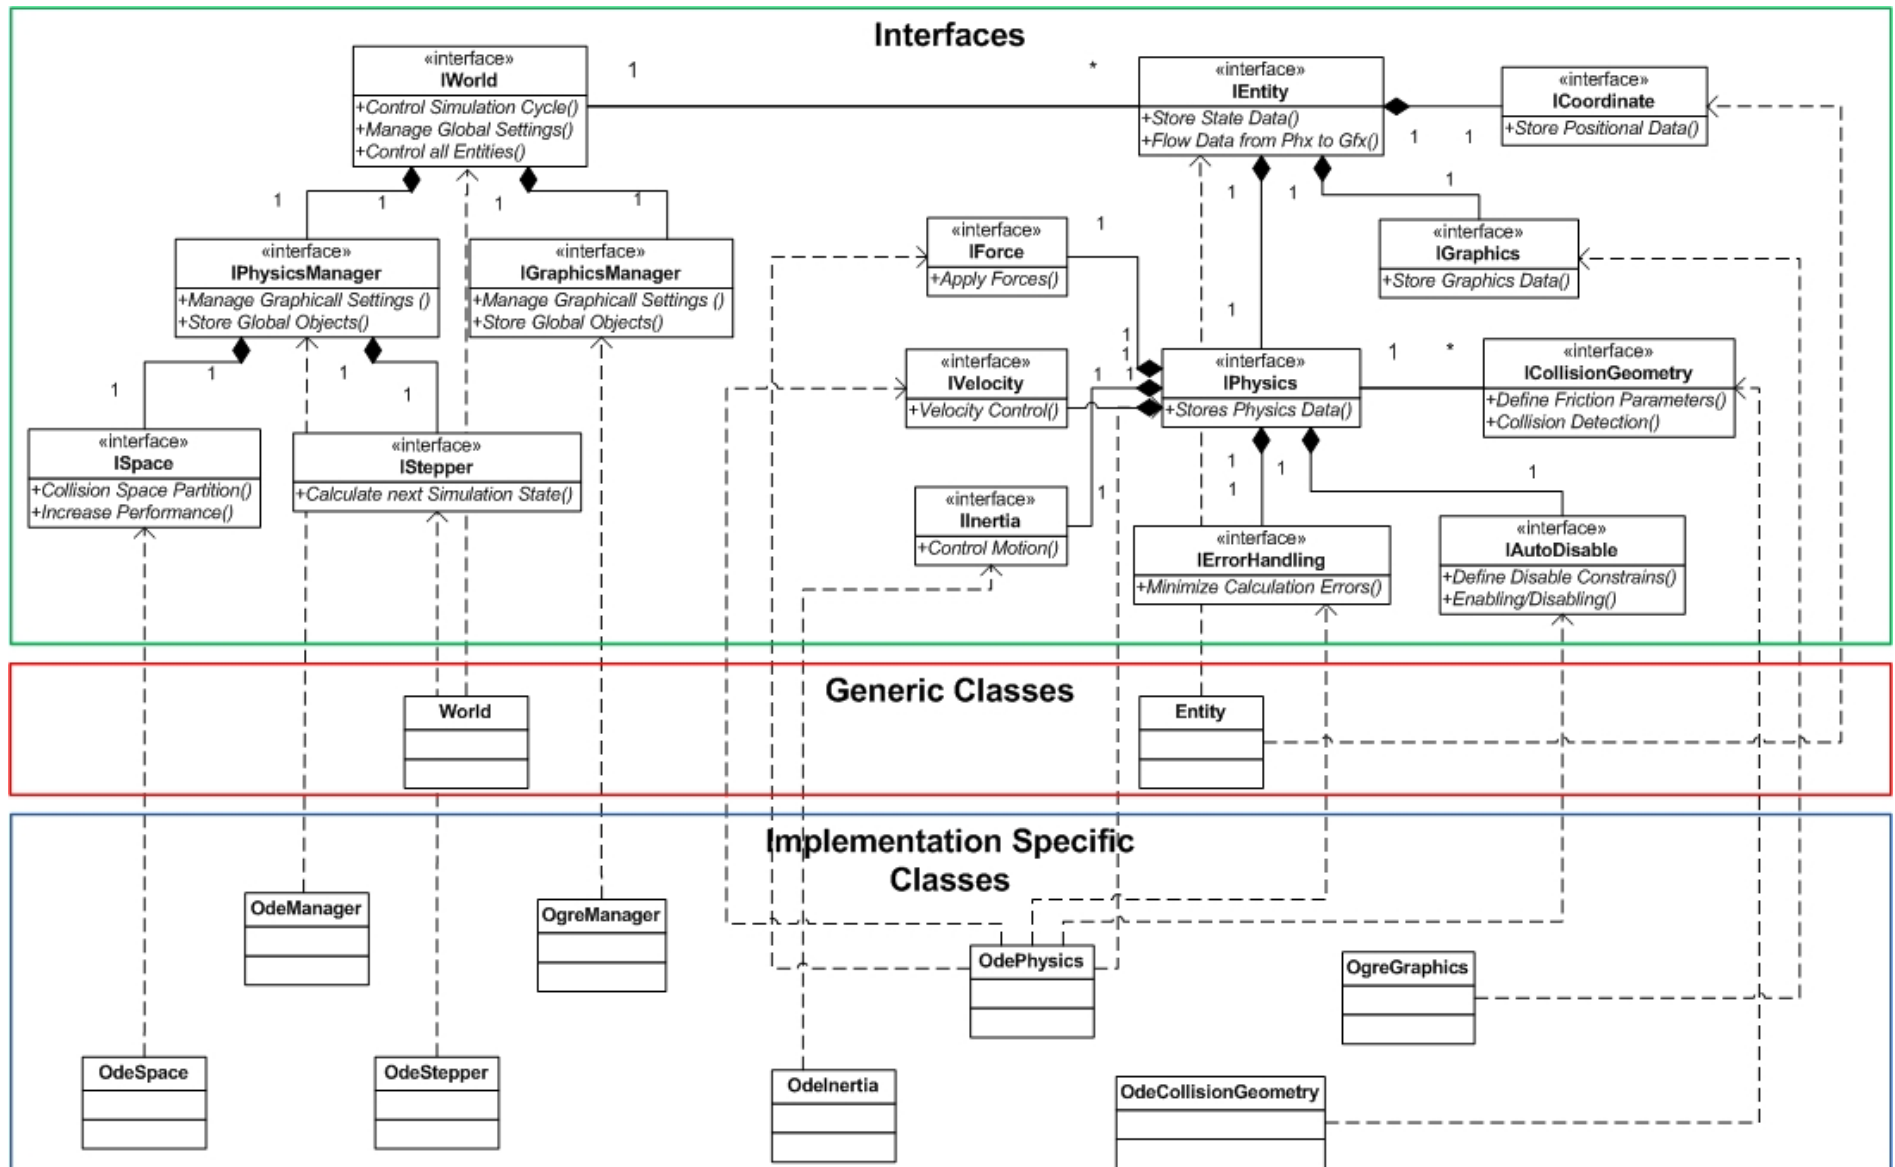 Interfaces
«interface»
IWorld
+Control Simulation Cycle()
+Manage Global Settings()
+Control all Entities()
1
*
«interface»
IEntity
+Store State Data()
+Flow Data from Phx to Gfx()
1
1
«interface»
ICoordinate
+Store Positional Data()
1
1
1
1
1
1
1
«interface»
IPhysicsManager
+Manage Graphicall Settings ()
+Store Global Objects()
«interface»
IGraphicsManager
+Manage Graphicall Settings ()
+Store Global Objects()
«interface»
IForce
+Apply Forces()
1
«interface»
IGraphics
+Store Graphics Data()
1
1
1
1
1
1
1
1
1
«interface»
IVelocity
+Velocity Control()
«interface»
IPhysics
+Stores Physics Data()
1
*
«interface»
ICollisionGeometry
+Define Friction Parameters()
+Collision Detection()
«interface»
ISpace
+Collision Space Partition()
+Increase Performance()
«interface»
IStepper
+Calculate next Simulation State()
«interface»
IInertia
+Control Motion()
1
1
1
1
1
«interface»
IErrorHandling
+Minimize Calculation Errors()
«interface»
IAutoDisable
+Define Disable Constrains()
+Enabling/Disabling()
Generic Classes
World
Entity
Implementation Specific
Classes
OdeManager
OgreManager
OdePhysics
OgreGraphics
OdeSpace
OdeStepper
OdeInertia
OdeCollisionGeometry